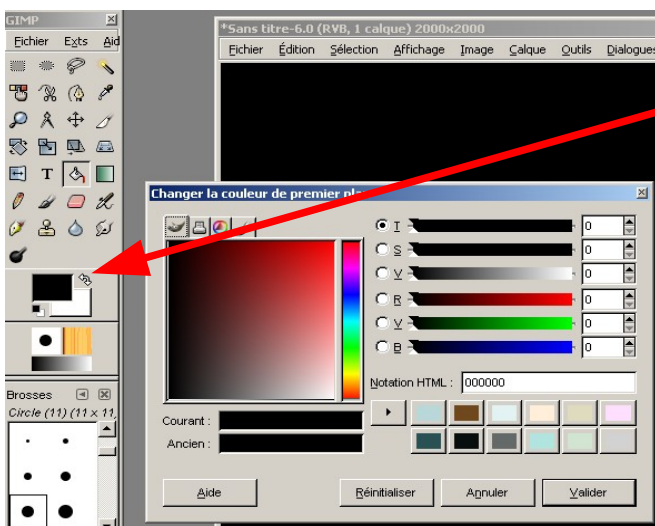 GIMP
Fichier Exts Aid
*Sans titre-6.0 (RVB, 1 calque) 2000x2000
Fichier Édition Sélection Affichage Image Calque Outils Dialogues
T
Changer la couleur de premier pla
T 0
S 0
V 0
R 0
V 0
B 0
Notation HTML : 000000
Courant :
Ancien :
Aide Réinitialiser Annuler Valider
Brosses
Circle (11) (11 × 11,